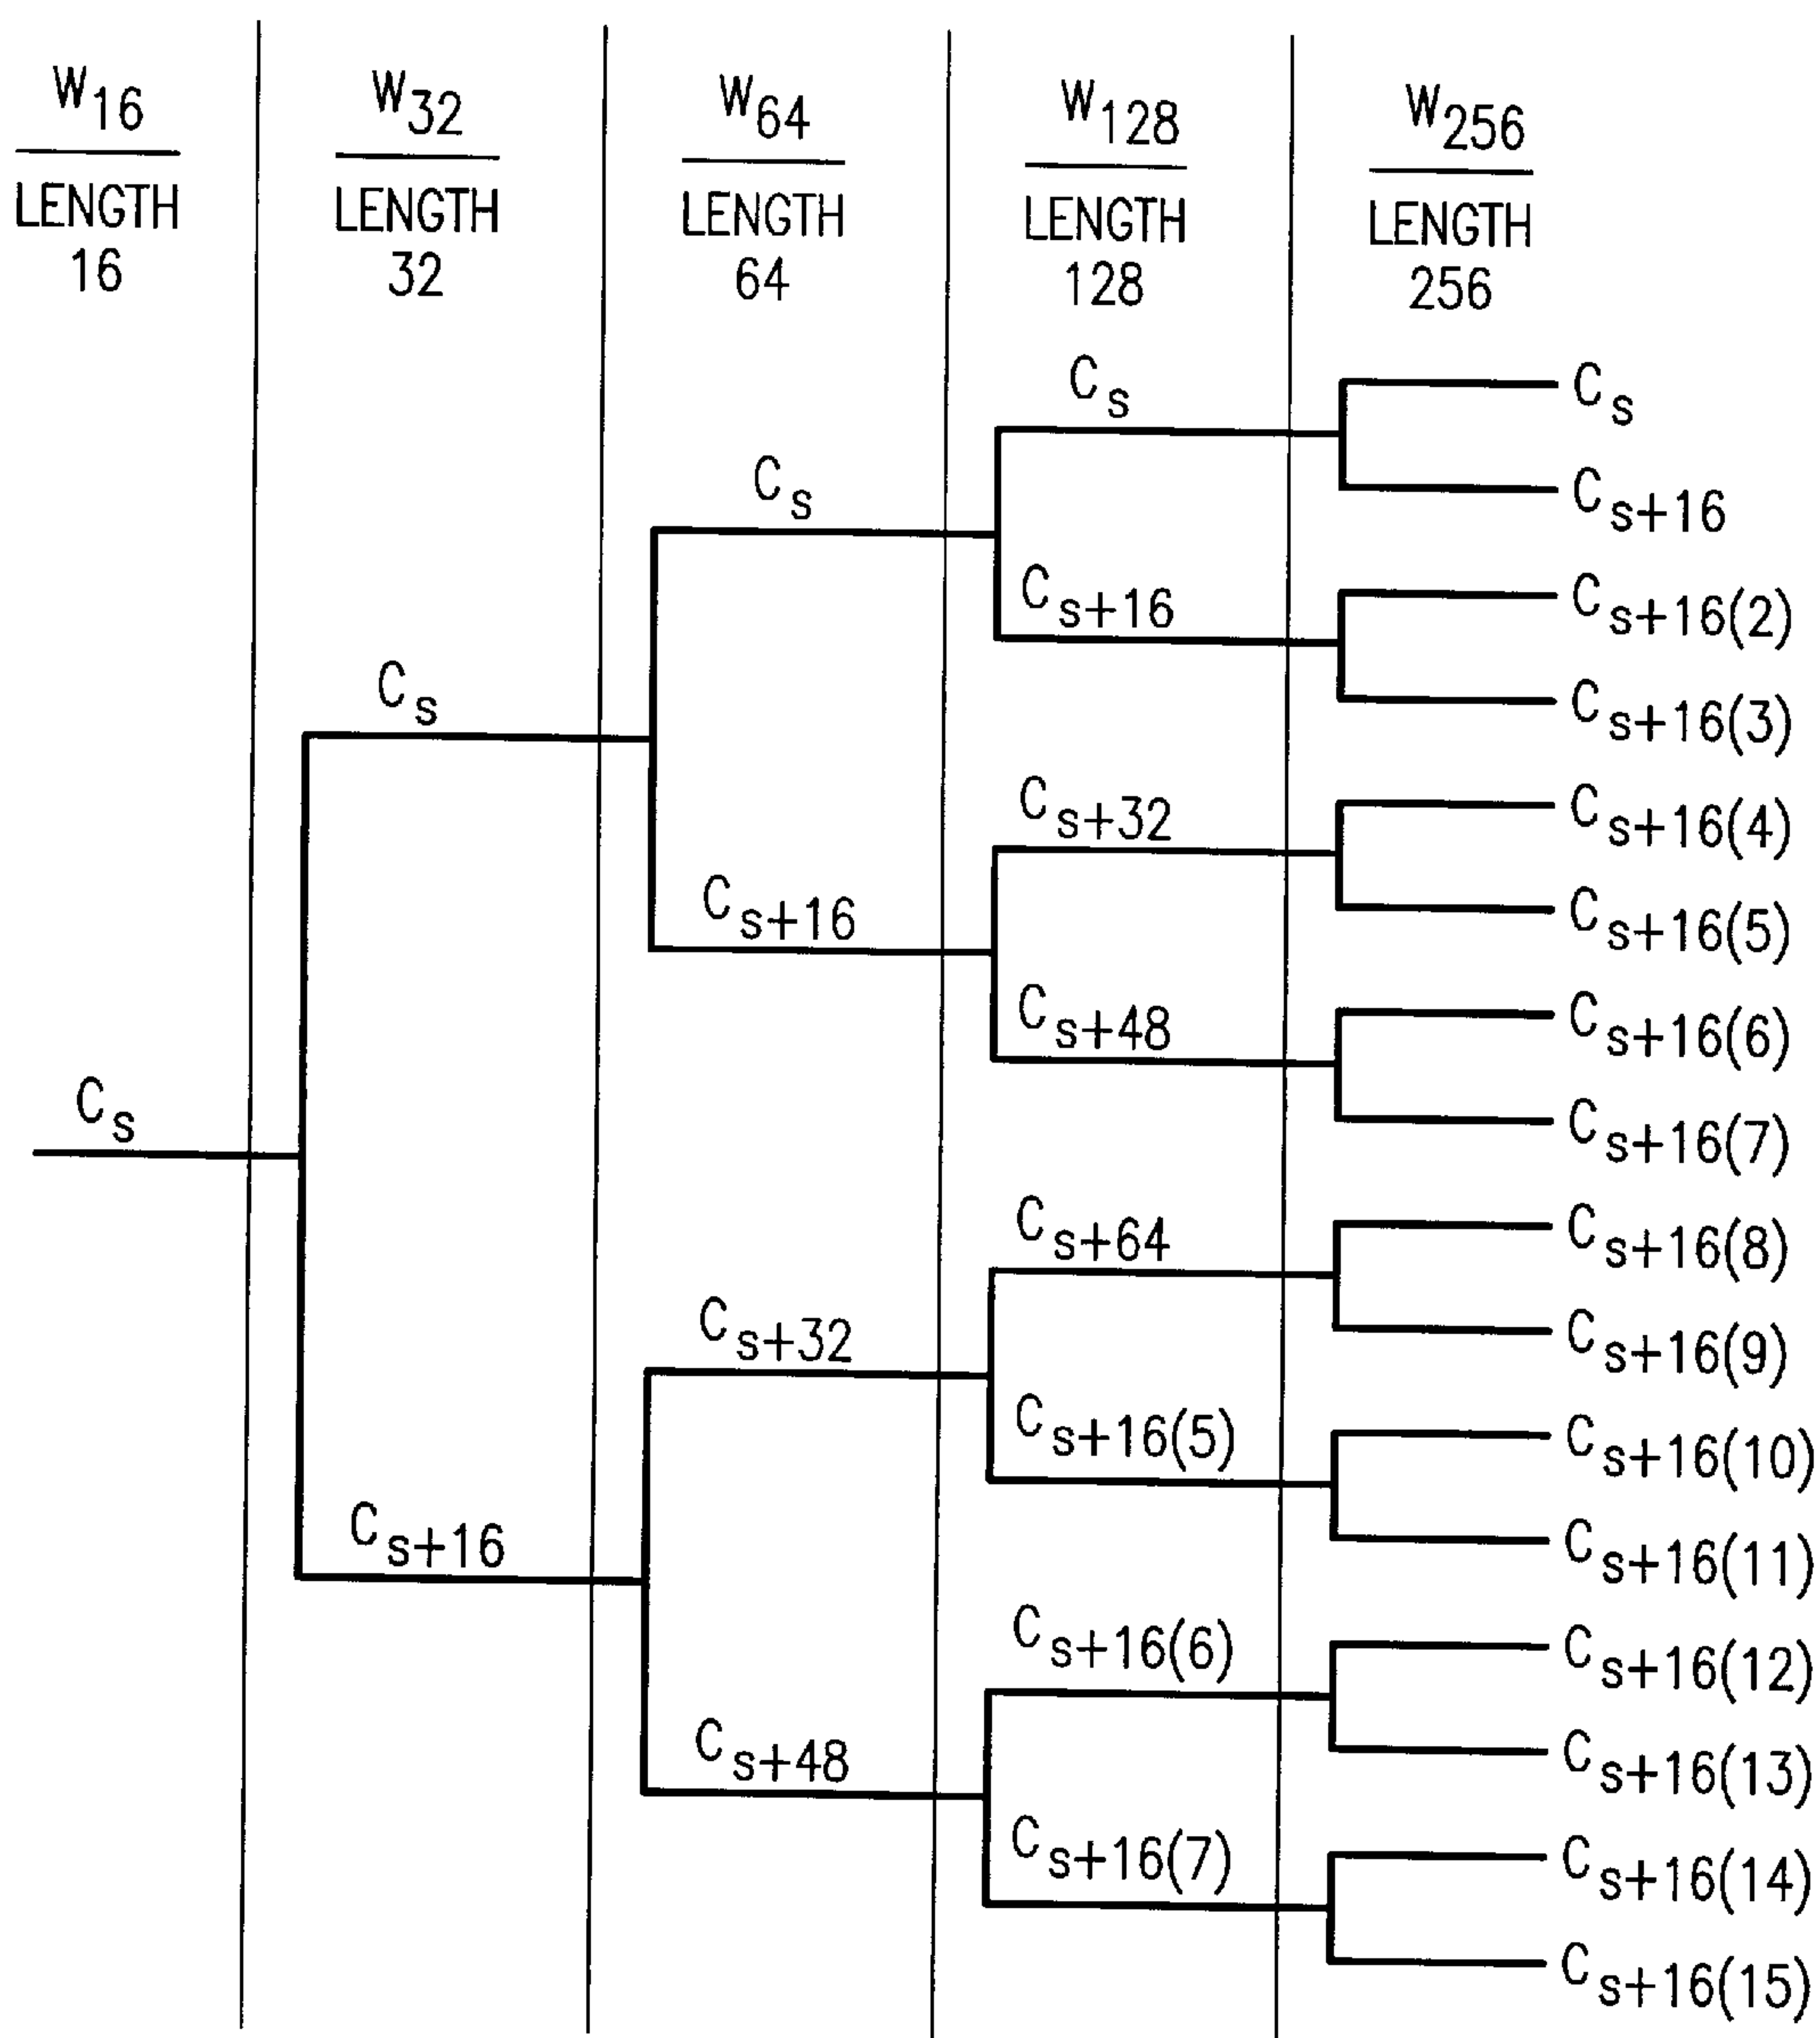 W16
LENGTH
16
W32
LENGTH
32
W64
LENGTH
64
W128
LENGTH
128
W256
LENGTH
256
Cs
Cs
Cs+16
Cs
Cs+16
Cs+32
Cs+48
Cs
Cs+16
Cs+32
Cs+48
Cs+64
Cs+16(5)
Cs+16(6)
Cs+16(7)
Cs
Cs+16
Cs+16(2)
Cs+16(3)
Cs+16(4)
Cs+16(5)
Cs+16(6)
Cs+16(7)
Cs+16(8)
Cs+16(9)
Cs+16(10)
Cs+16(11)
Cs+16(12)
Cs+16(13)
Cs+16(14)
Cs+16(15)